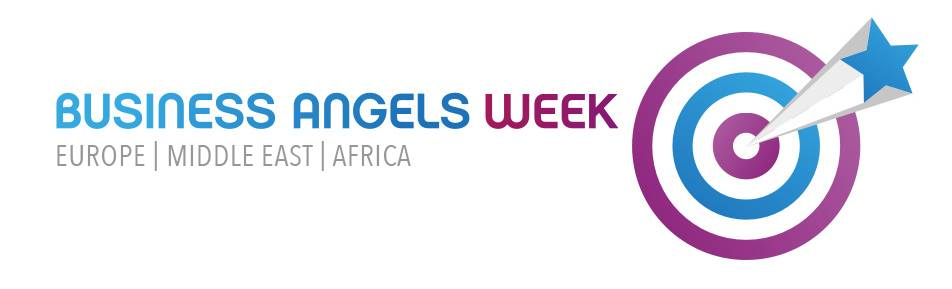 BUSINESS ANGELS WEEK
EUROPE | MIDDLE EAST | AFRICA